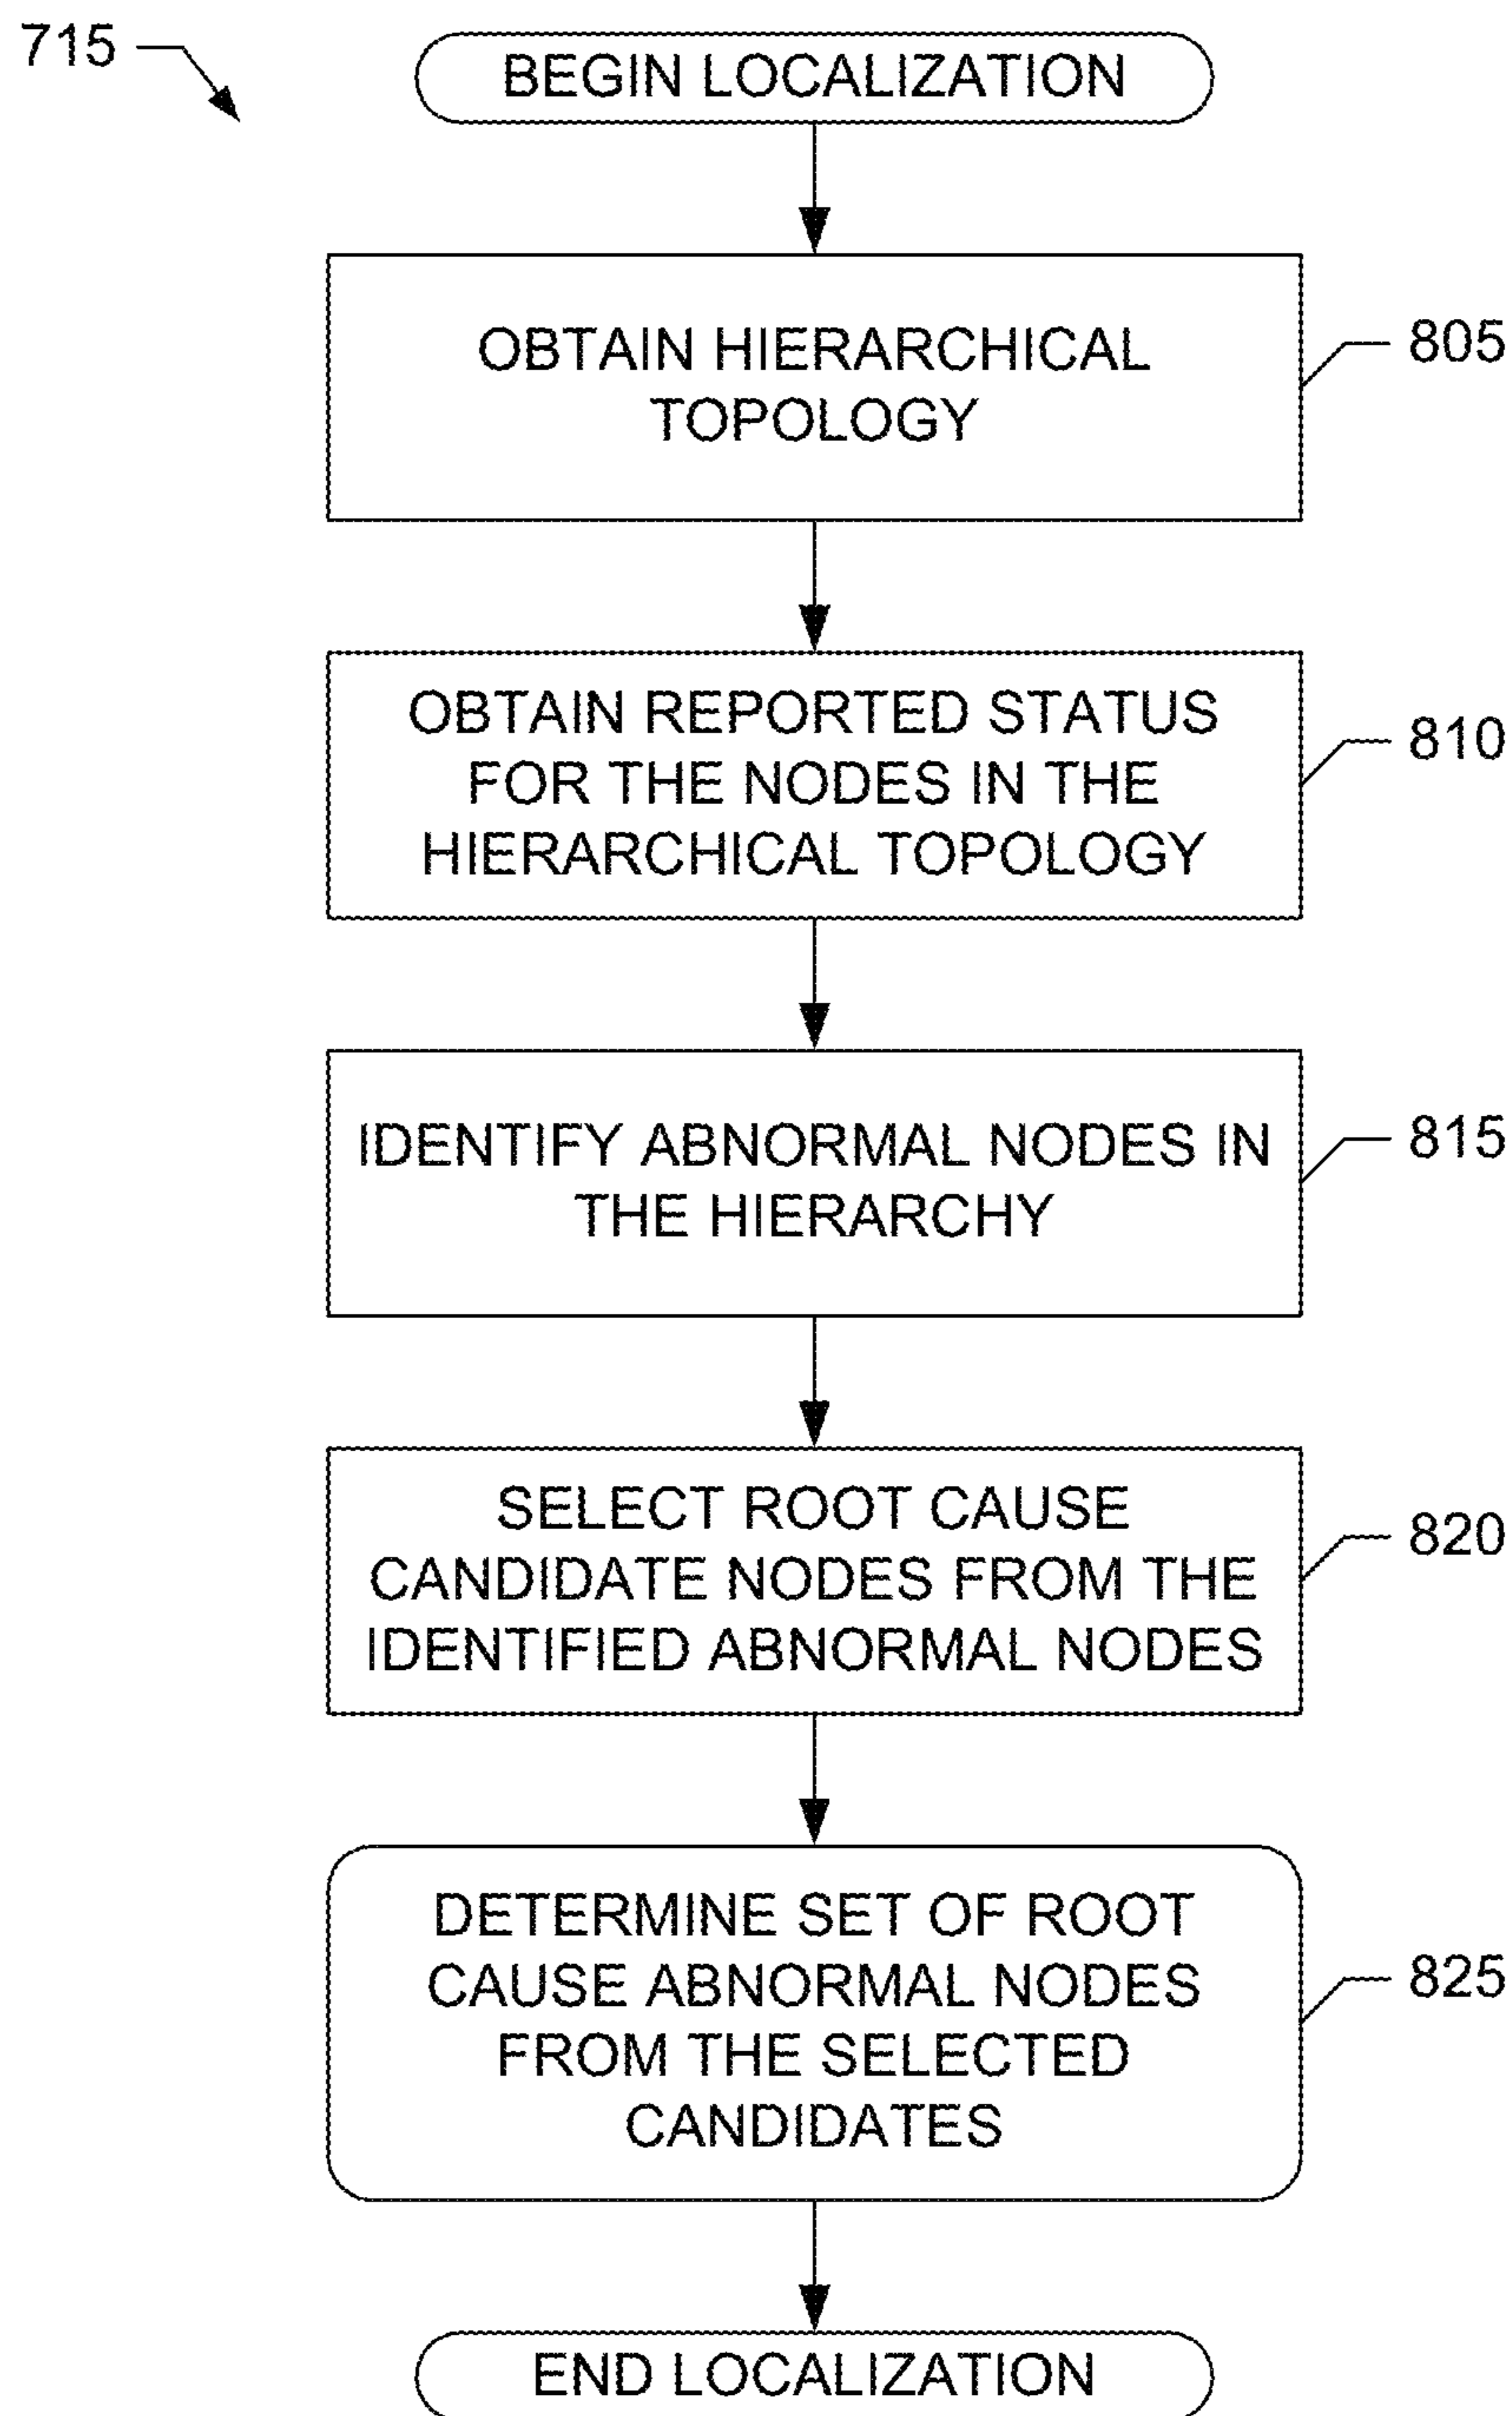 715
BEGIN LOCALIZATION
OBTAIN HIERARCHICAL
TOPOLOGY
805
OBTAIN REPORTED STATUS
FOR THE NODES IN THE
HIERARCHICAL TOPOLOGY
810
IDENTIFY ABNORMAL NODES IN
THE HIERARCHY
815
SELECT ROOT CAUSE
CANDIDATE NODES FROM THE
IDENTIFIED ABNORMAL NODES
820
DETERMINE SET OF ROOT
CAUSE ABNORMAL NODES
FROM THE SELECTED
CANDIDATES
825
END LOCALIZATION